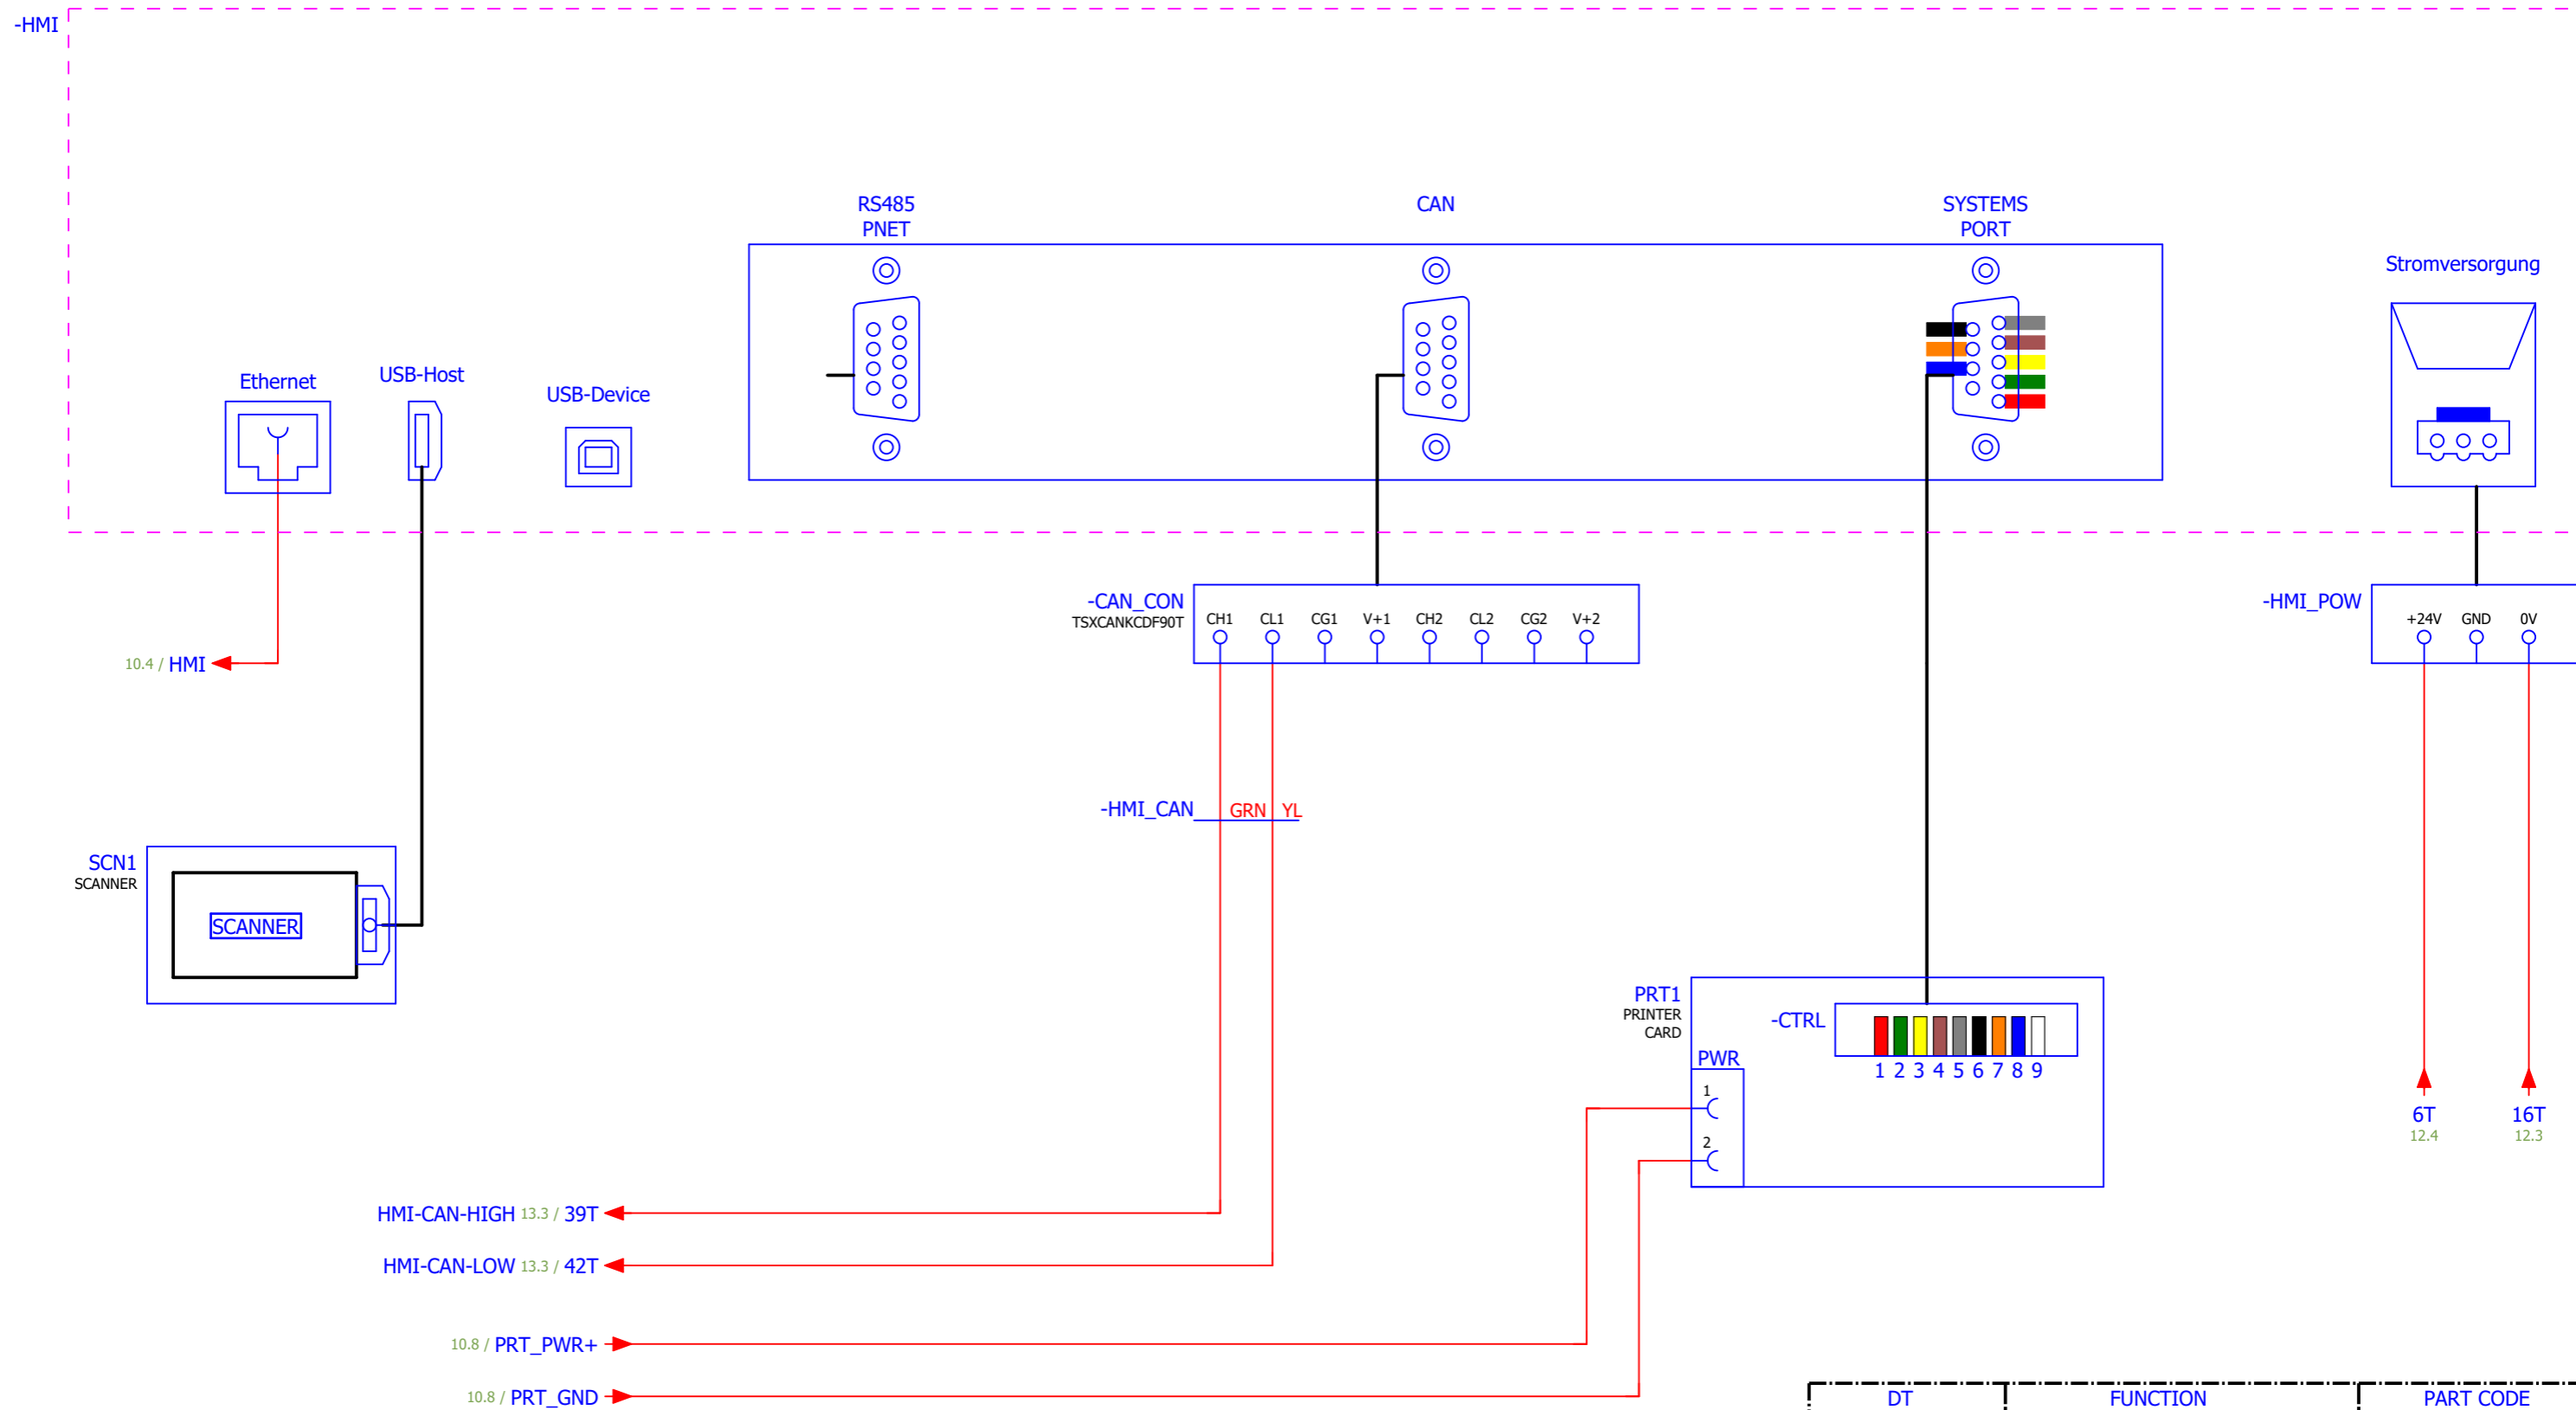 -HMI
RS485
PNET
CAN
SYSTEMS
PORT
Stromversorgung
Ethernet
USB-Host
USB-Device
-CAN_CON
TSXCANKCDF90T
CH1 CL1 CG1 V+1 CH2 CL2 CG2 V+2
-HMI_POW
+24V GND 0V
10.4 / HMI
-HMI_CAN GRN YL
SCN1
SCANNER
SCANNER
PRT1
PRINTER
CARD
-CTRL
PWR
1 2 3 4 5 6 7 8 9
1
2
6T
12.4
16T
12.3
HMI-CAN-HIGH 13.3 / 39T
HMI-CAN-LOW 13.3 / 42T
10.8 / PRT_PWR+
10.8 / PRT_GND
DT FUNCTION PART CODE